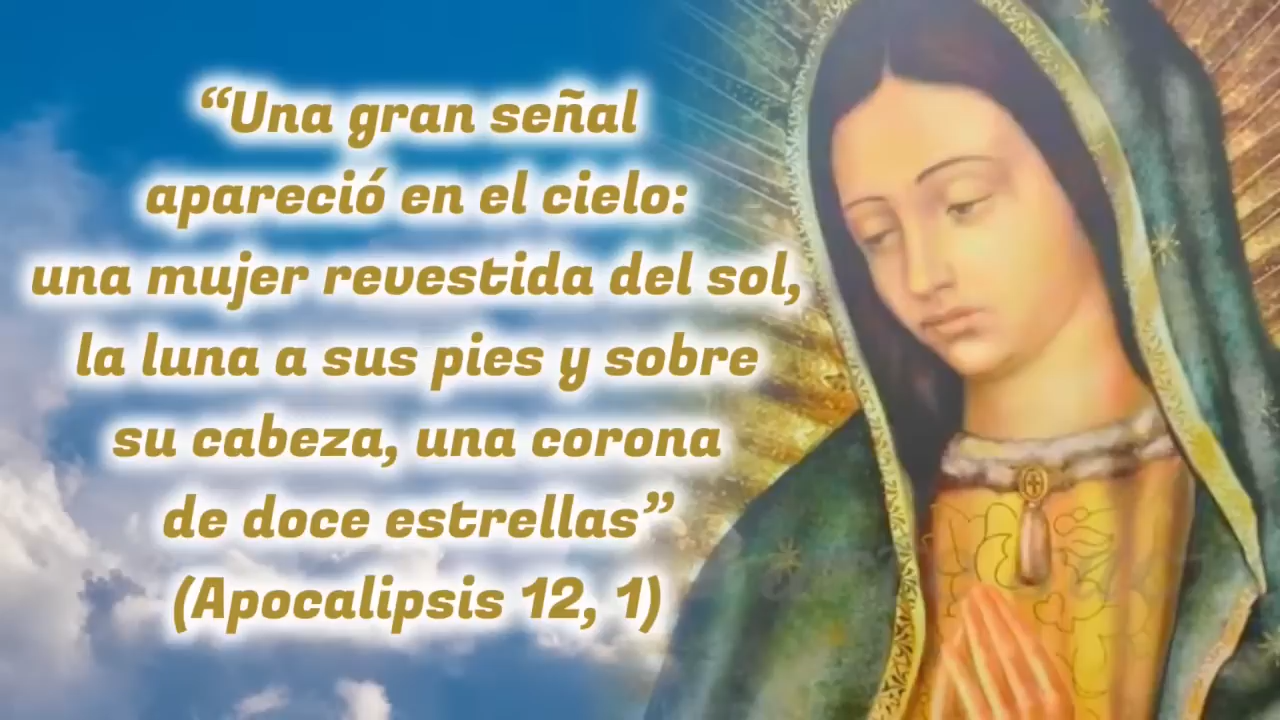 “Una gran señal
apareció en el cielo:
una mujer revestida del sol,
la luna a sus pies y sobre
su cabeza, una corona
de doce estrellas”
(Apocalipsis 12, 1)